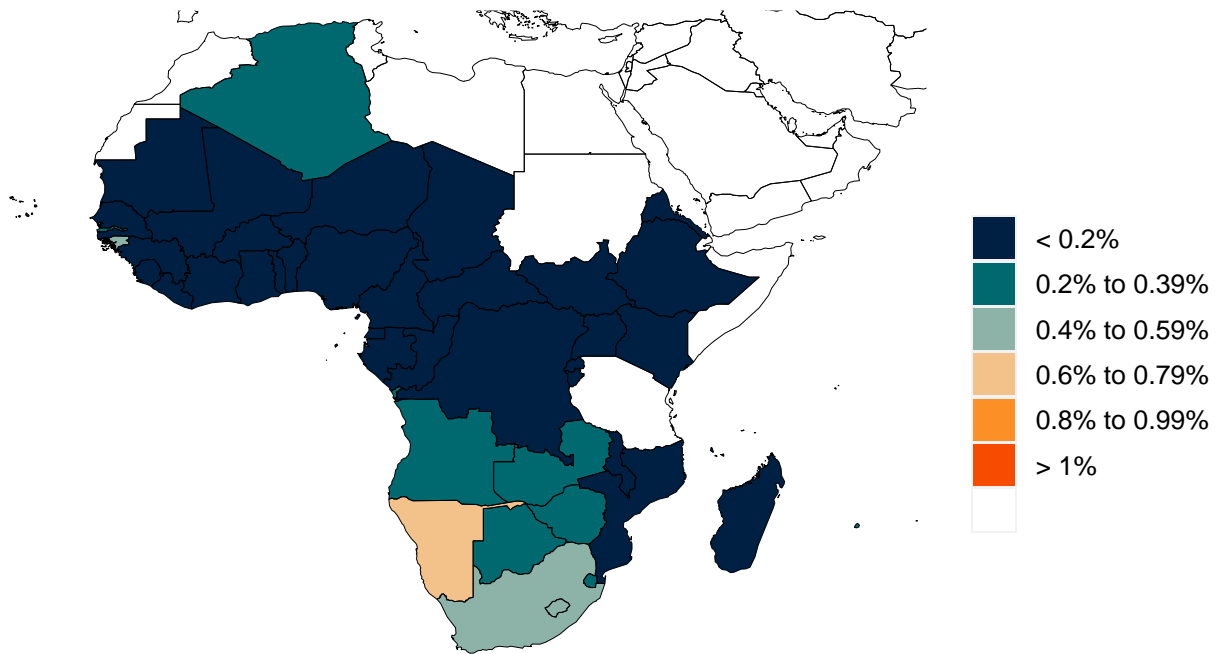 < 0.2%
0.2% to 0.39%
0.4% to 0.59%
0.6% to 0.79%
0.8% to 0.99%
> 1%